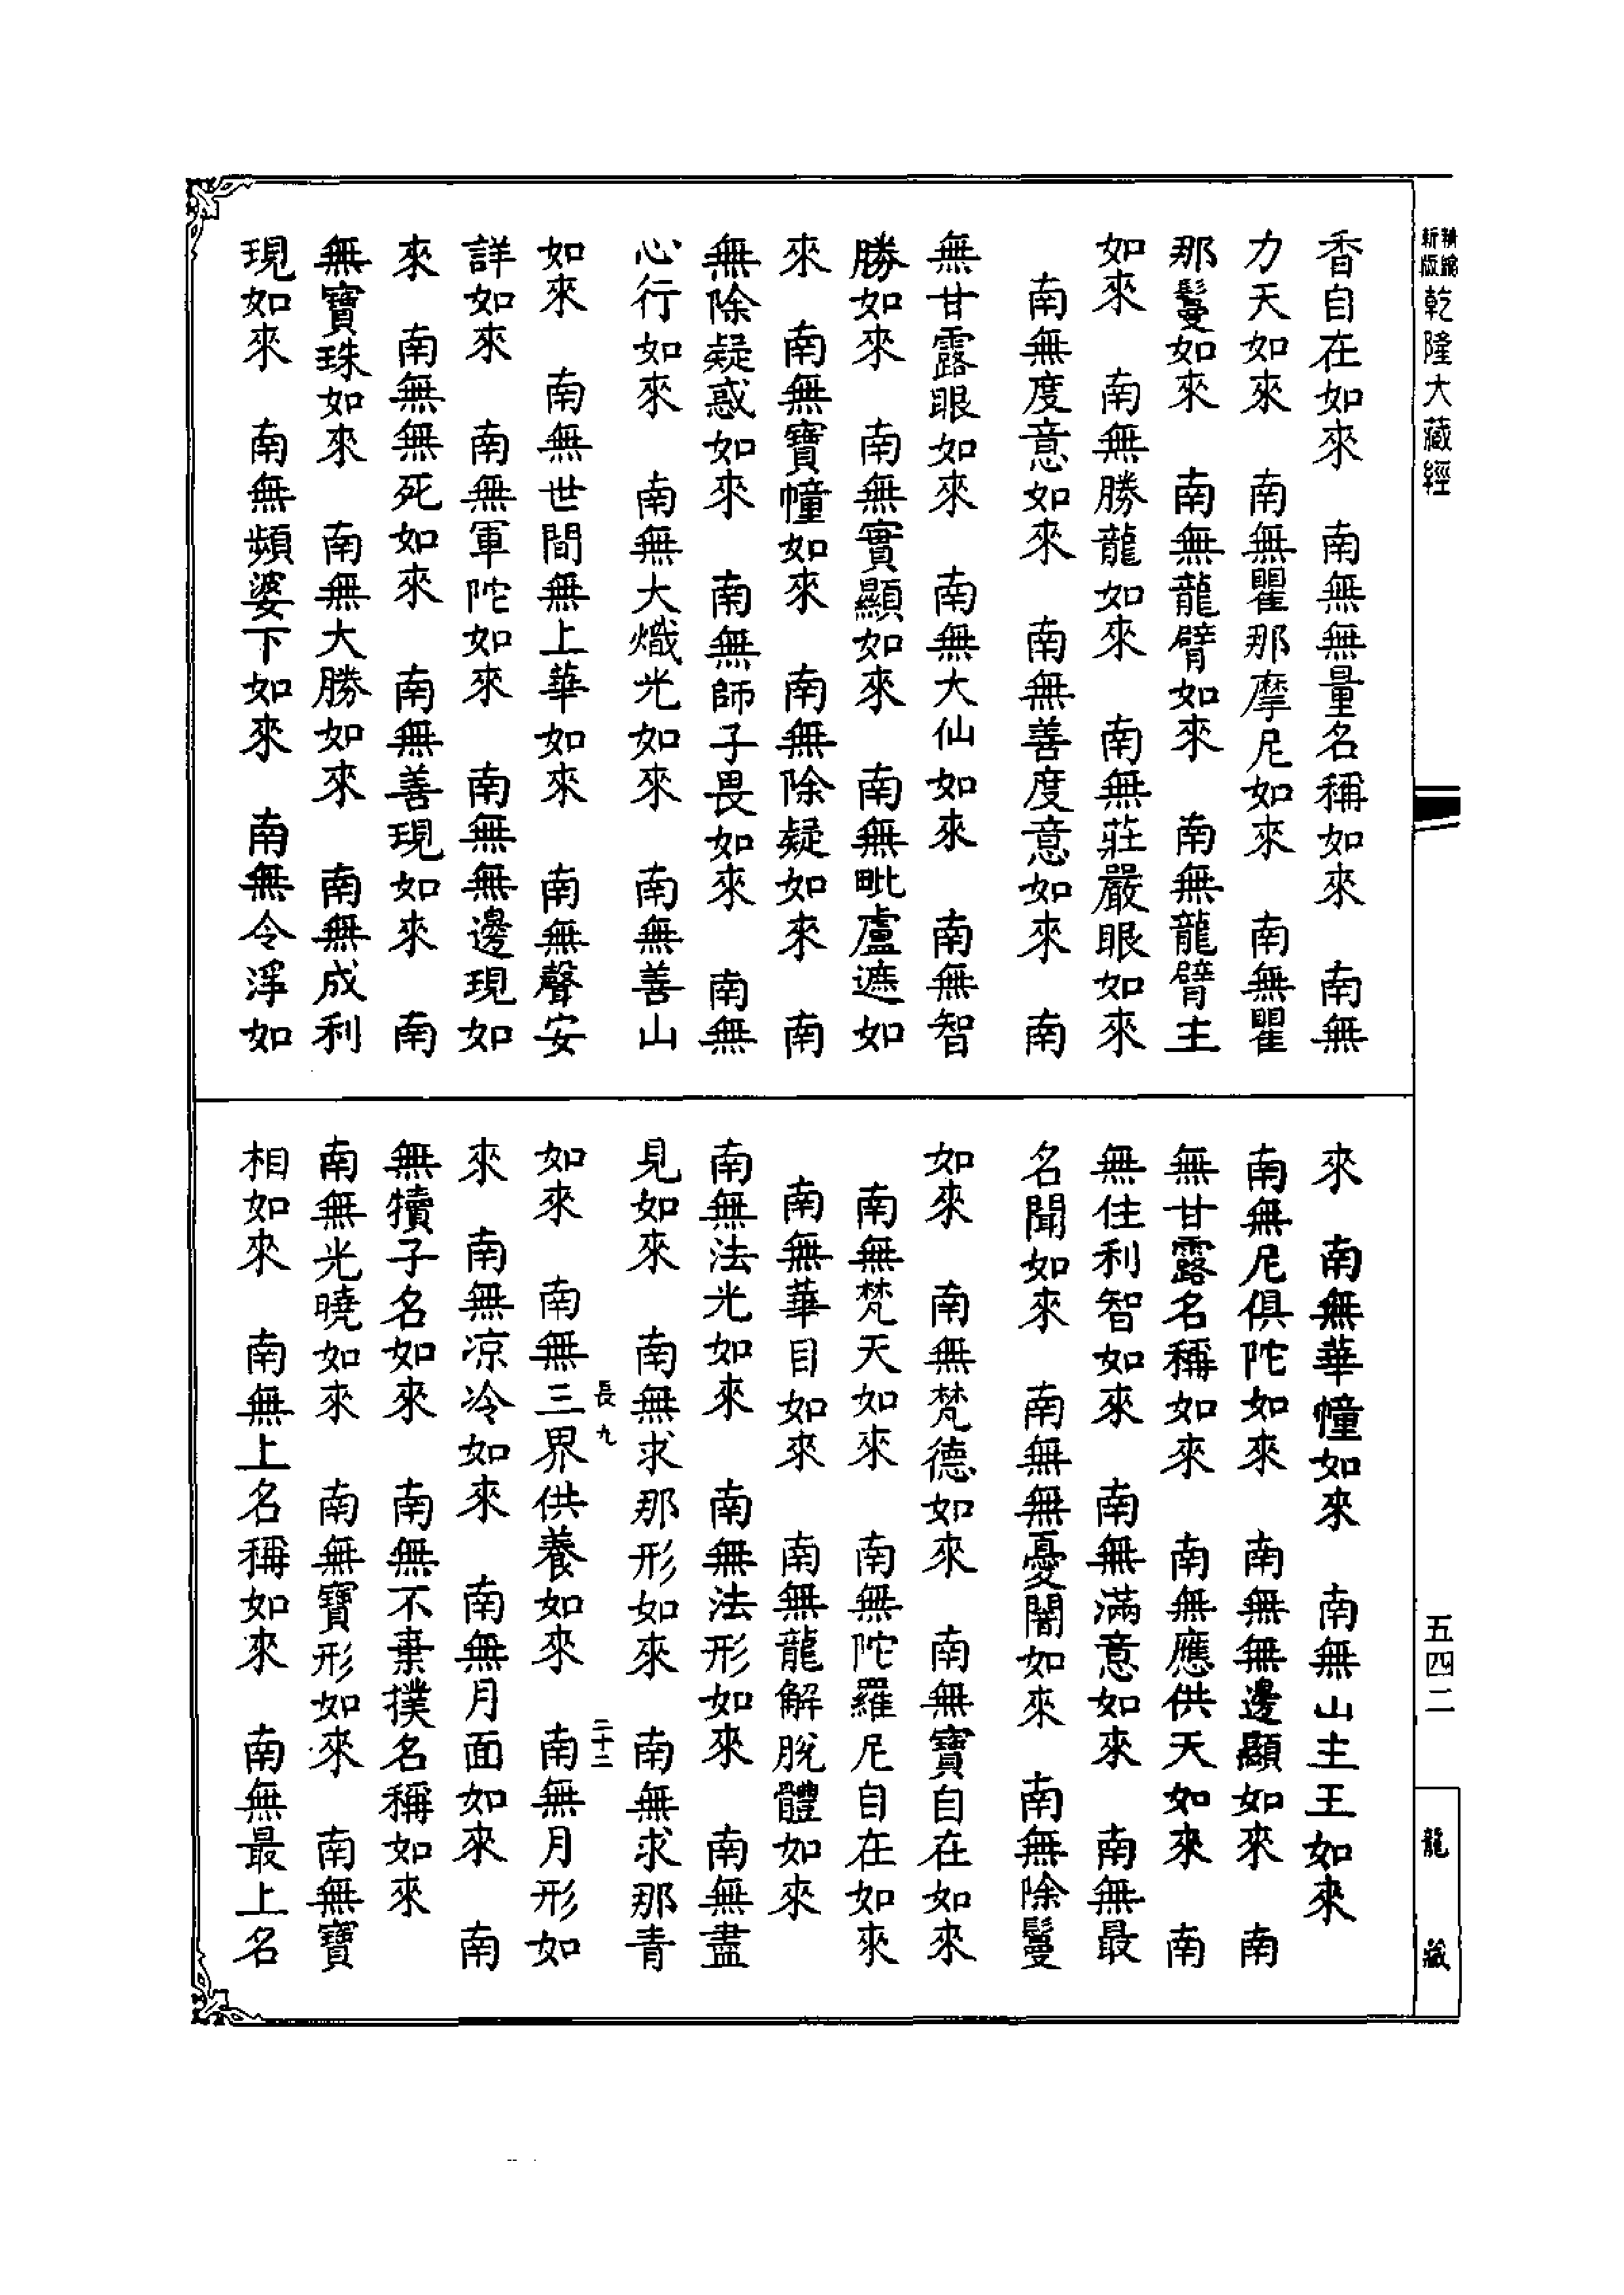 新編縮版 乾隆大藏經
五四二
龍藏
香自在如來 南無無量名稱如來 南無
力天如來 南無瞿那摩尼如來 南無瞿
那鬘如來 南無龍臂如來 南無龍臂主
如來 南無勝龍如來 南無莊嚴眼如來
南無度意如來 南無善度意如來 南
無甘露眼如來 南無大仙如來 南無智
勝如來 南無實顯如來 南無毗盧遮如
來 南無寶幢如來 南無除疑如來 南
無除疑惑如來 南無師子畏如來 南無
心行如來 南無大熾光如來 南無善山
如來 南無世間無上華如來 南無聲安
詳如來 南無軍陀如來 南無無邊現如
來 南無無死如來 南無善現如來 南
無寶珠如來 南無大勝如來 南無成利
現如來 南無頻婆下如來 南無令浮如
來 南無華幢如來 南無山主王如來
南無尼俱陀如來 南無無邊顯如來 南
無甘露名稱如來 南無應供天如來 南
無住利智如來 南無滿意如來 南無最
名聞如來 南無無憂闇如來 南無除鬘
如來 南無梵德如來 南無寶自在如來
南無梵天如來 南無陀羅尼自在如來
南無華目如來 南無龍解脫體如來
南無法光如來 南無法形如來 南無盡
見如來 南無求那形如來 南無求那青
長九 二十二
如來 南無三界供養如來 南無月形如
來 南無凉冷如來 南無月面如來 南
無犢子名如來 南無不棄撲名稱如來
南無光曉如來 南無寶形如來 南無寶
相如來 南無上名稱如來 南無最上名